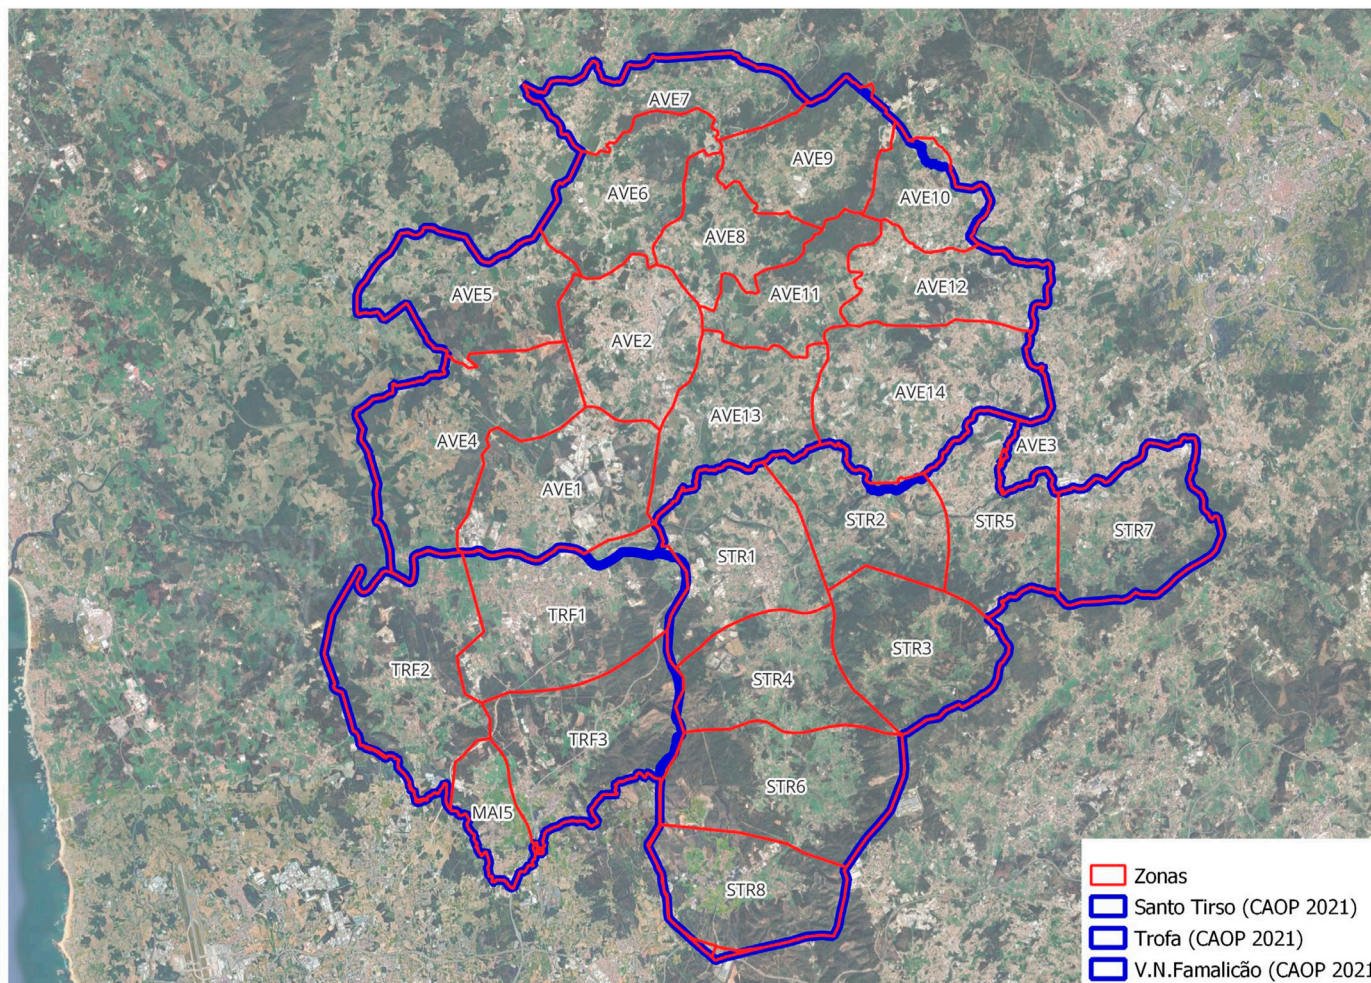 AVE7
AVE9
AVE6
AVE10
AVE8
AVE12
AVE5
AVE11
AVE2
AVE14
AVE13
AVE4
AVE3
AVE1
STR2
STR5
STR7
STR1
TRF1
STR3
TRF2
STR4
TRF3
STR6
MAI5
STR8
Zonas
Santo Tirso (CAOP 2021)
Trofa (CAOP 2021)
V.N.Famalicão (CAOP 2021